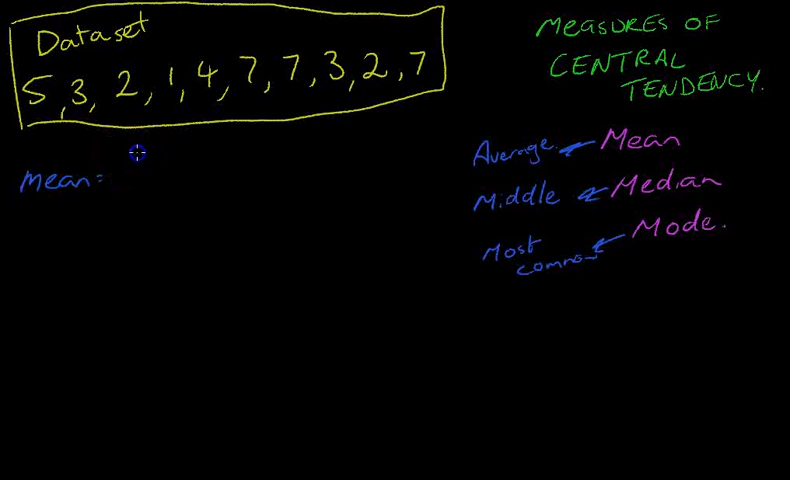 Dataset
5, 3, 2, 1, 4, 7, 7, 3, 2, 7
mean=
MEASURES OF
CENTRAL
TENDENCY.
Average. Mean
Middle Median
Most Mode.
common